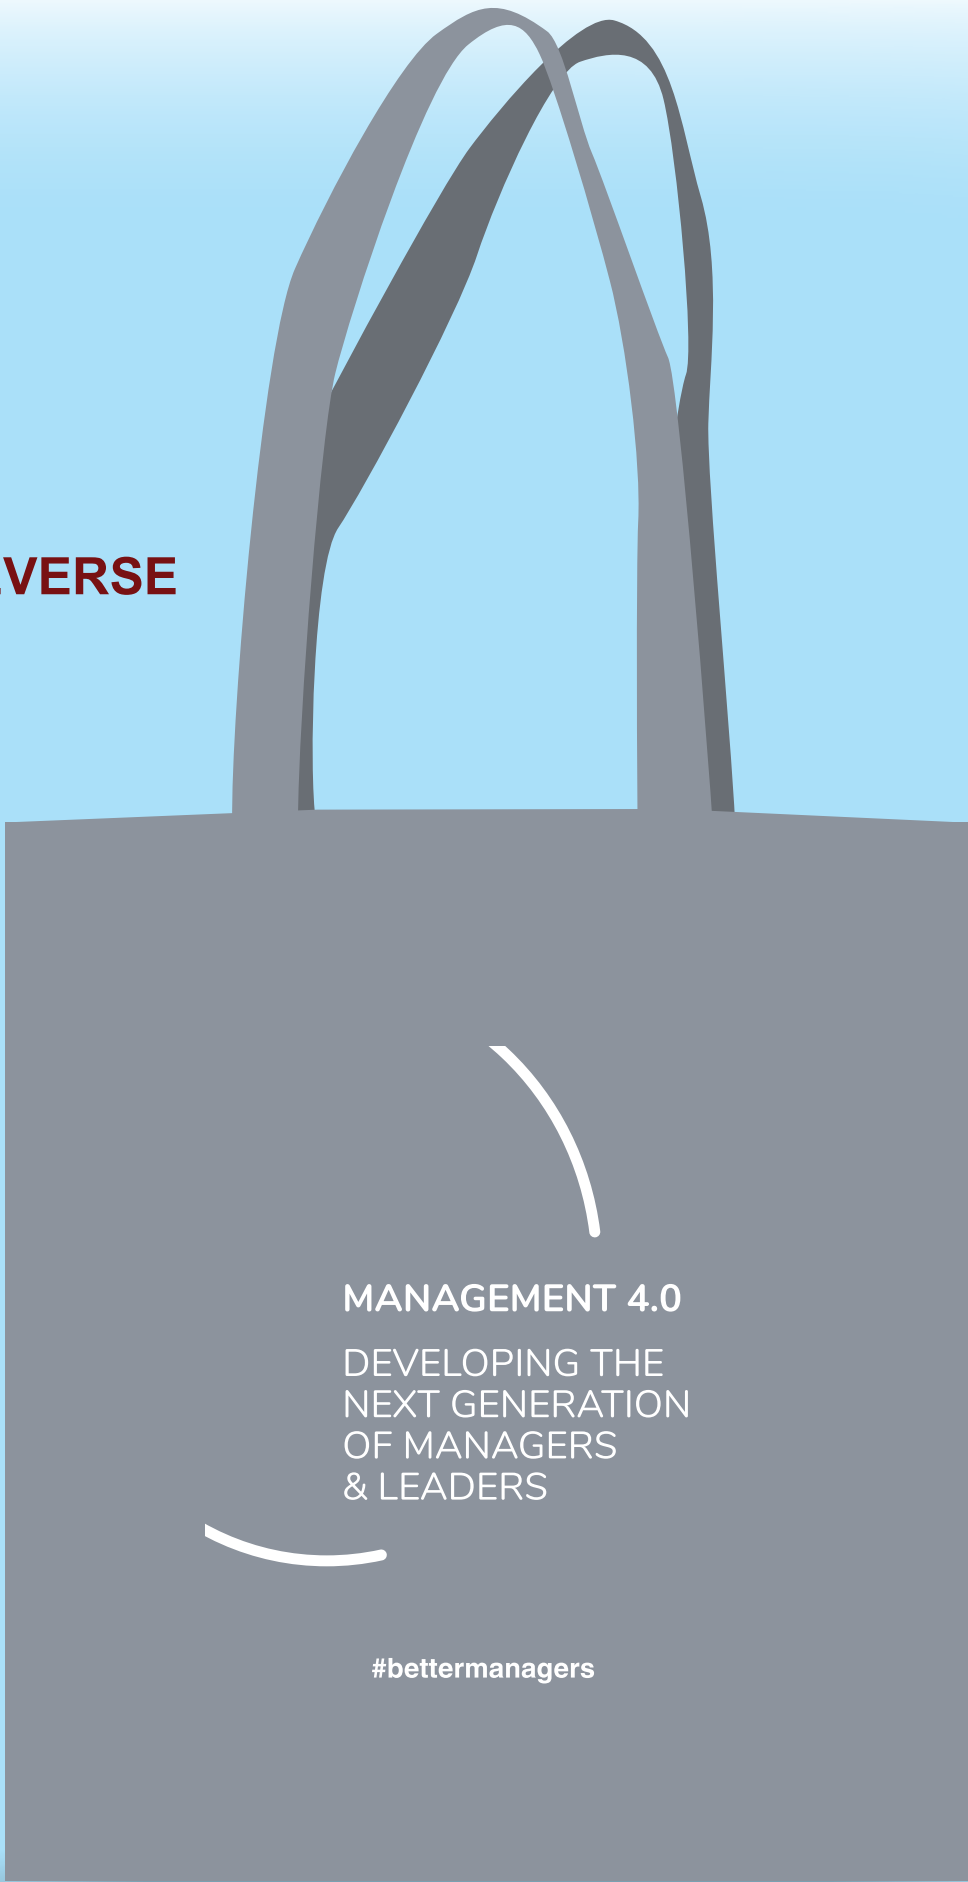 VERSE
MANAGEMENT 4.0
DEVELOPING THE
NEXT GENERATION
OF MANAGERS
& LEADERS
#bettermanagers